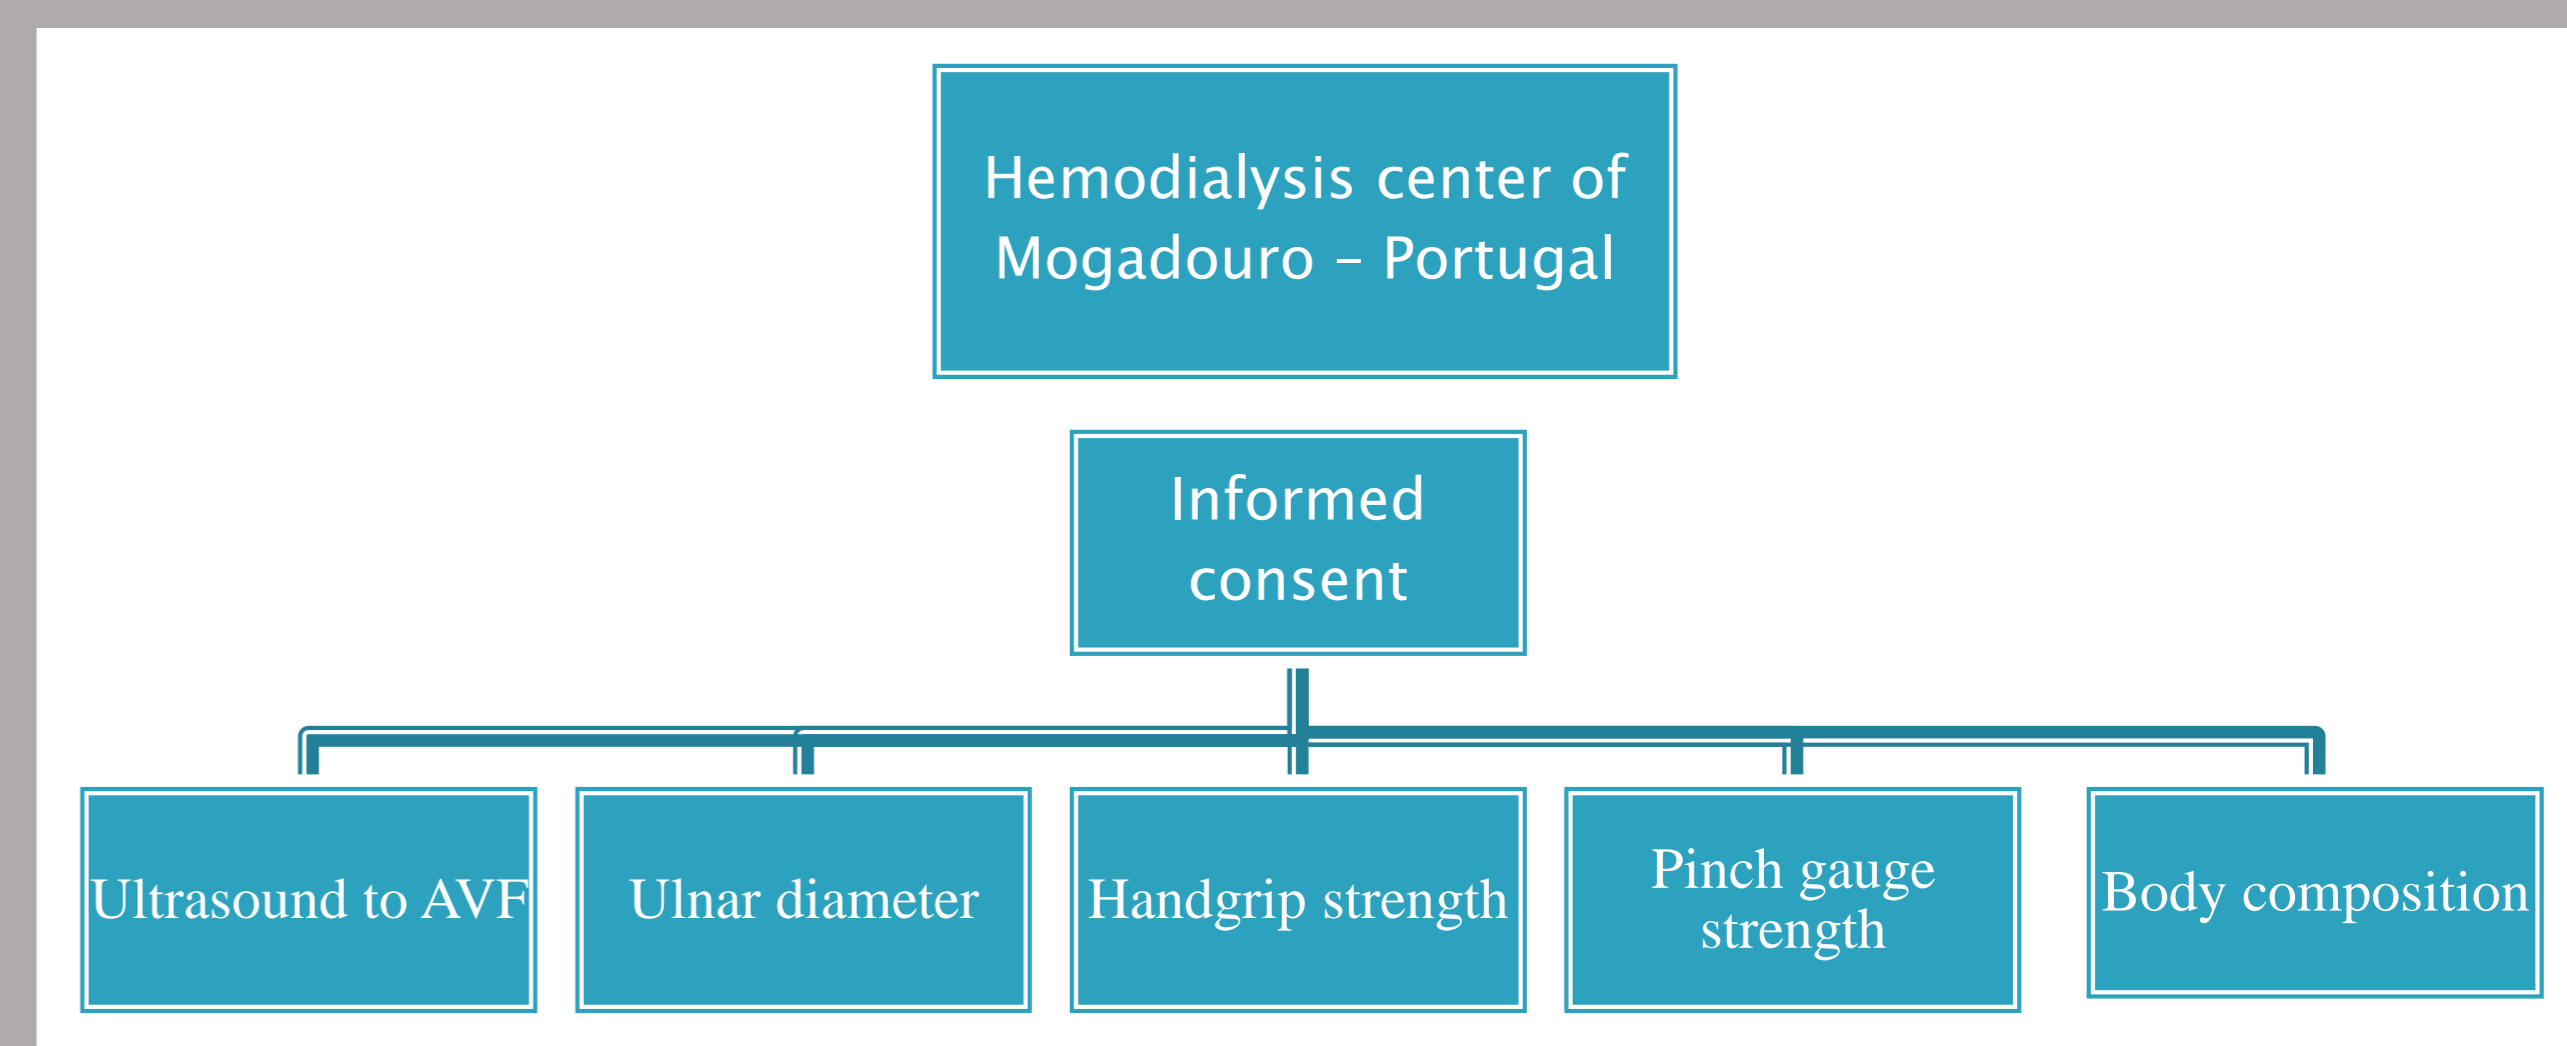 Hemodialysis center of
Mogadouro – Portugal
Informed
consent
Ultrasound to AVF
Ulnar diameter
Handgrip strength
Pinch gauge
strength
Body composition